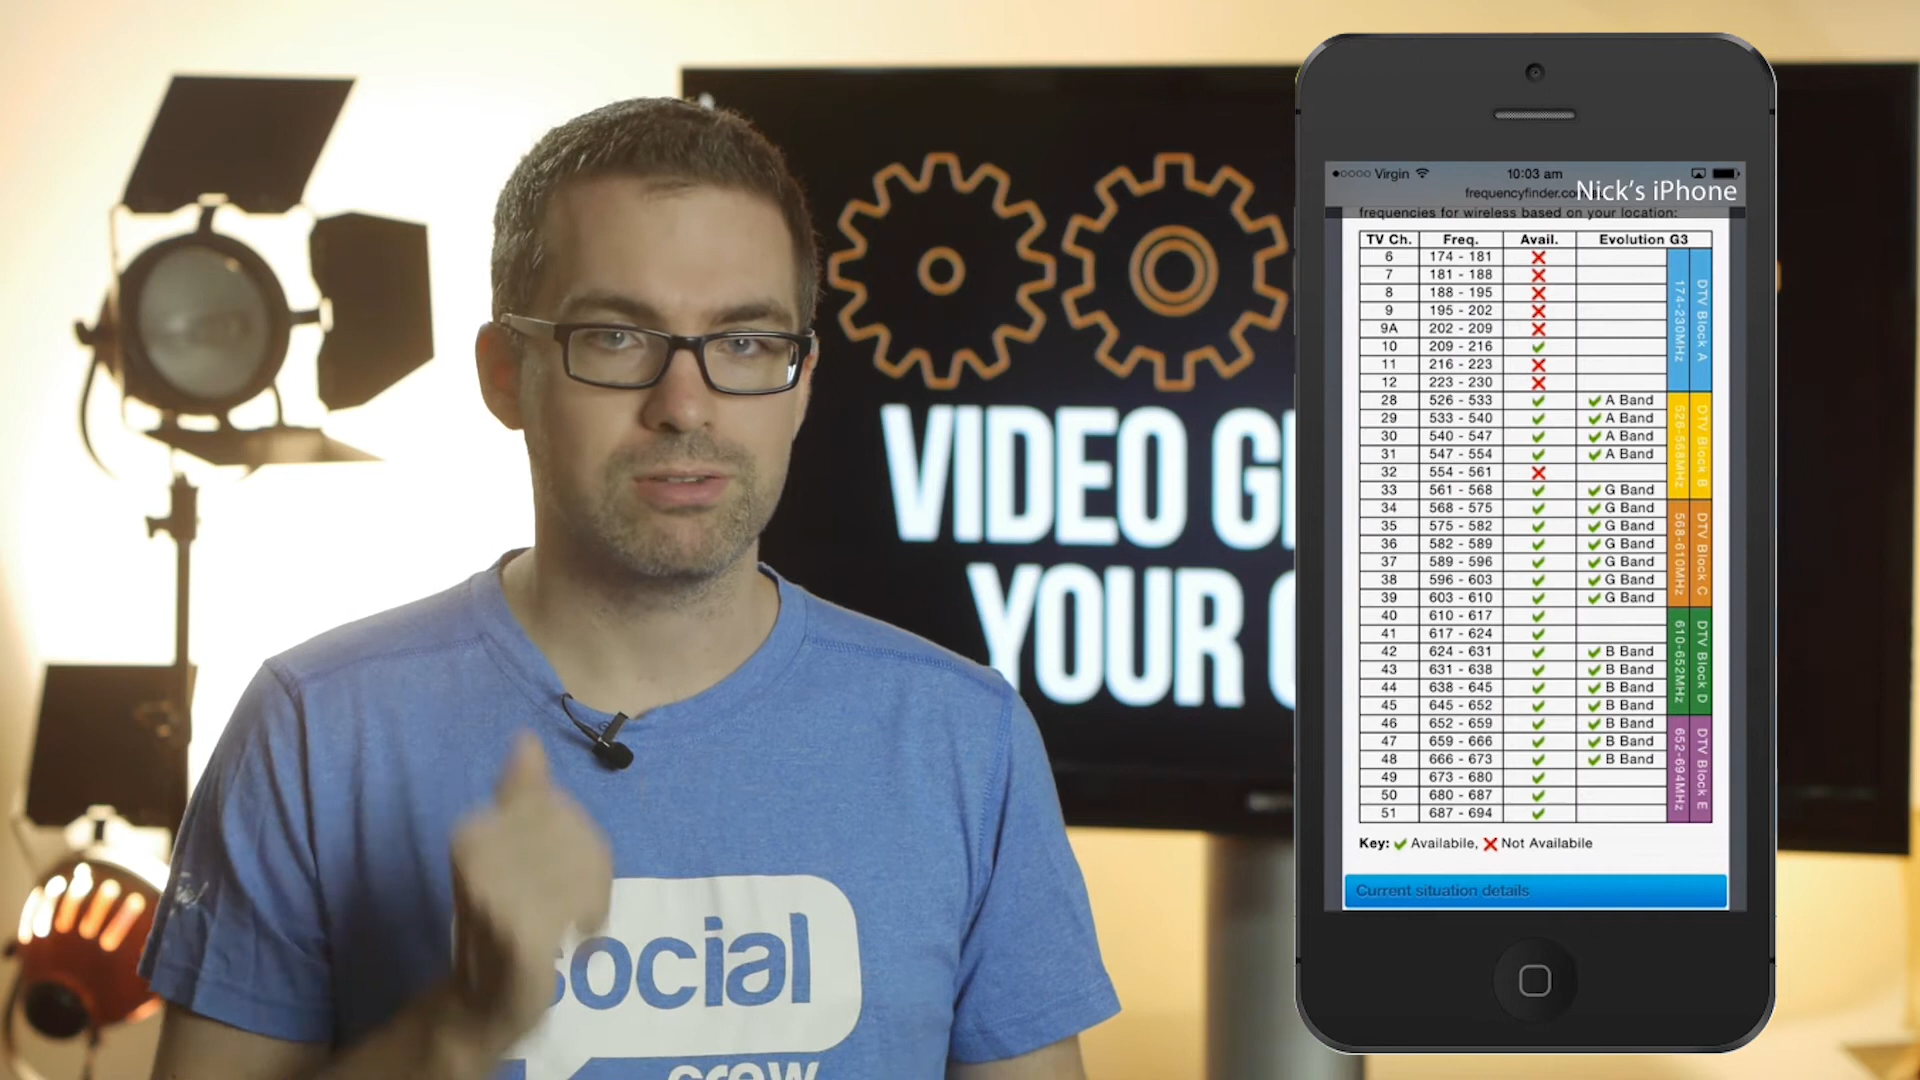 VIDEO G
YOUR
social
crew
Virgin 10:03 am
frequencyfinder.co
Nick's iPhone
frequencies for wireless based on your location:
TV Ch. Freq. Avail. Evolution G3
6 174 - 181
7 181 - 188
8 188 - 195
9 195 - 202
9A 202 - 209
10 209 - 216
11 216 - 223
12 223 - 230
28 526 - 533 A Band
29 533 - 540 A Band
30 540 - 547 A Band
31 547 - 554 A Band
32 554 - 561
33 561 - 568 G Band
34 568 - 575 G Band
35 575 - 582 G Band
36 582 - 589 G Band
37 589 - 596 G Band
38 596 - 603 G Band
39 603 - 610 G Band
40 610 - 617
41 617 - 624
42 624 - 631 B Band
43 631 - 638 B Band
44 638 - 645 B Band
45 645 - 652 B Band
46 652 - 659 B Band
47 659 - 666 B Band
48 666 - 673 B Band
49 673 - 680
50 680 - 687
51 687 - 694
DTV Block A
174-230MHz
DTV Block B
526-568MHz
DTV Block C
568-610MHz
DTV Block D
610-652MHz
DTV Block E
652-694MHz
Key: Availabile, Not Availabile
Current situation details